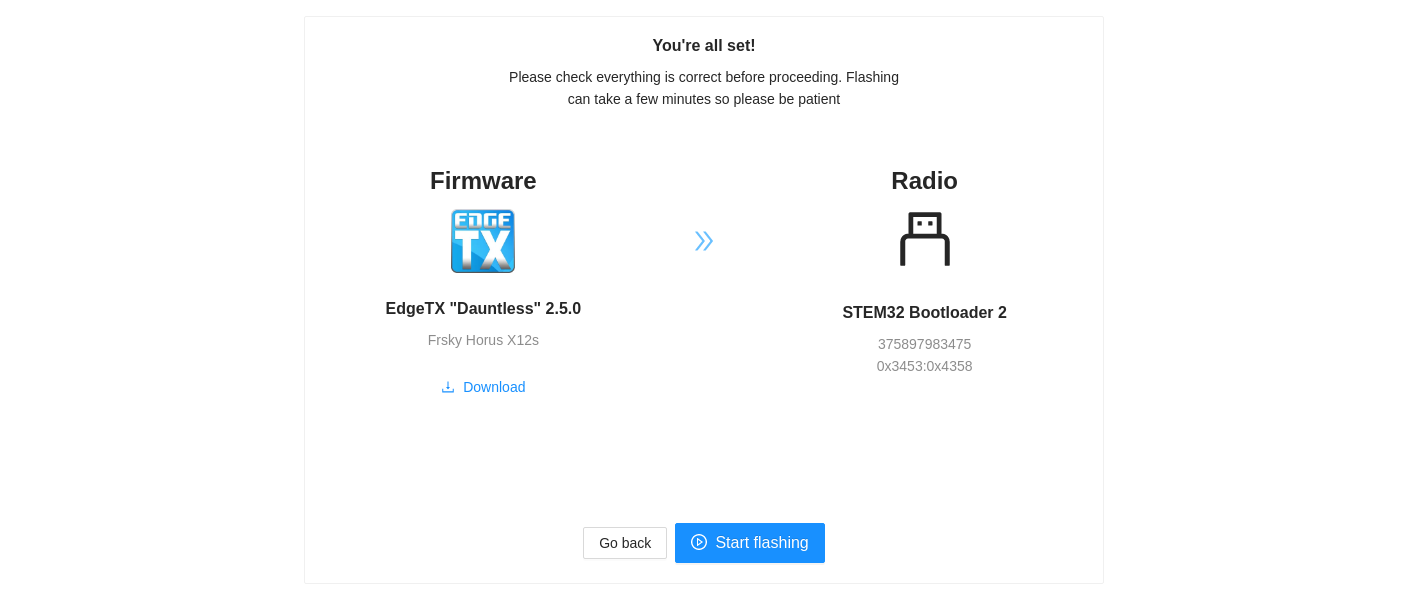 You're all set!
Please check everything is correct before proceeding. Flashing
can take a few minutes so please be patient
Firmware
EDGE
TX
EdgeTX "Dauntless" 2.5.0
Frsky Horus X12s
Download
Radio
STEM32 Bootloader 2
375897983475
0x3453:0x4358
Go back
Start flashing